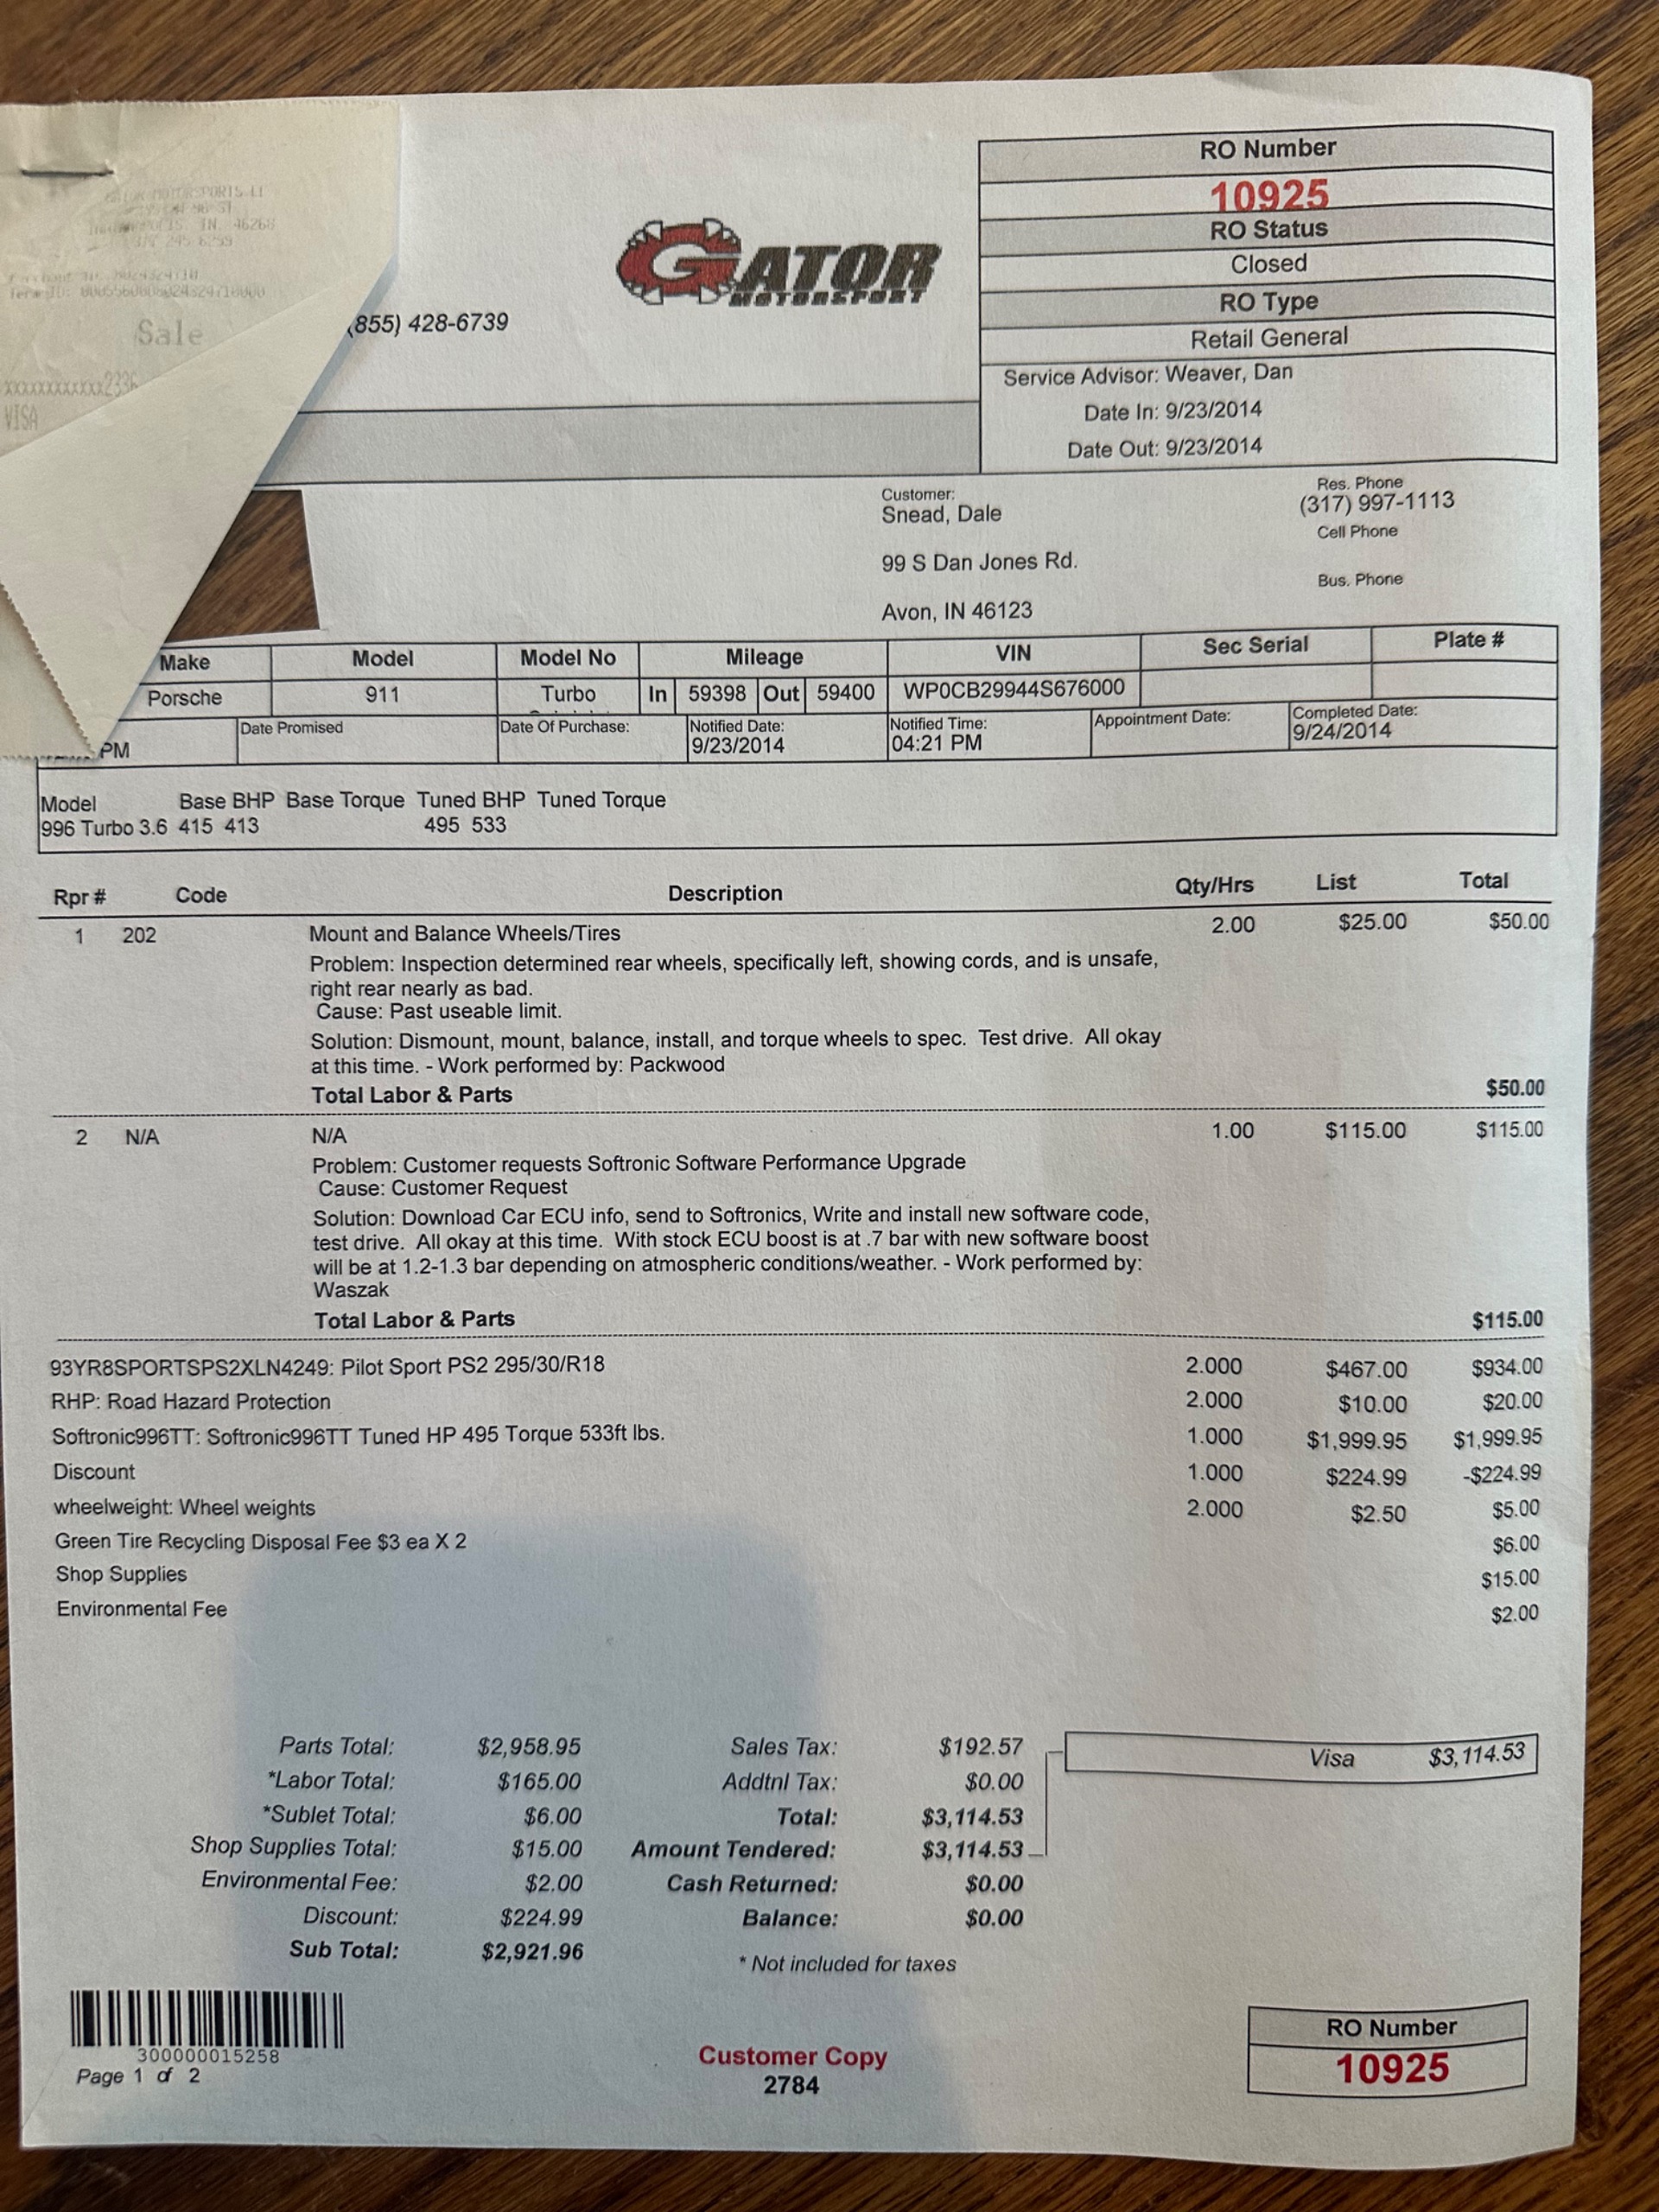 IN. 46268
Sale
xxxxxxxxxxxx2336
VISA
(855) 428-6739
GATOR
MOTORSPORT
RO Number
10925
RO Status
Closed
RO Type
Retail General
Service Advisor: Weaver, Dan
Date In: 9/23/2014
Date Out: 9/23/2014
Customer:
Snead, Dale
99 S Dan Jones Rd.
Avon, IN 46123
Res. Phone
(317) 997-1113
Cell Phone
Bus. Phone
Make Model Model No Mileage VIN Sec Serial Plate #
Porsche 911 Turbo In 59398 Out 59400 WP0CB29944S676000
PM
Date Promised
Date Of Purchase:
Notified Date:
9/23/2014
Notified Time:
04:21 PM
Appointment Date:
Completed Date:
9/24/2014
Model Base BHP Base Torque Tuned BHP Tuned Torque
996 Turbo 3.6 415 413 495 533
Rpr # Code Description Qty/Hrs List Total
1 202 Mount and Balance Wheels/Tires 2.00 $25.00 $50.00
Problem: Inspection determined rear wheels, specifically left, showing cords, and is unsafe,
right rear nearly as bad.
Cause: Past useable limit.
Solution: Dismount, mount, balance, install, and torque wheels to spec. Test drive. All okay
at this time. - Work performed by: Packwood
Total Labor & Parts $50.00
2 N/A N/A 1.00 $115.00 $115.00
Problem: Customer requests Softronic Software Performance Upgrade
Cause: Customer Request
Solution: Download Car ECU info, send to Softronics, Write and install new software code,
test drive. All okay at this time. With stock ECU boost is at .7 bar with new software boost
will be at 1.2-1.3 bar depending on atmospheric conditions/weather. - Work performed by:
Waszak
Total Labor & Parts $115.00
93YR8SPORTSPS2XLN4249: Pilot Sport PS2 295/30/R18 2.000 $467.00 $934.00
RHP: Road Hazard Protection 2.000 $10.00 $20.00
Softronic996TT: Softronic996TT Tuned HP 495 Torque 533ft lbs. 1.000 $1,999.95 $1,999.95
Discount 1.000 $224.99 -$224.99
wheelweight: Wheel weights 2.000 $2.50 $5.00
Green Tire Recycling Disposal Fee $3 ea X 2 $6.00
Shop Supplies $15.00
Environmental Fee $2.00
Parts Total: $2,958.95
*Labor Total: $165.00
*Sublet Total: $6.00
Shop Supplies Total: $15.00
Environmental Fee: $2.00
Discount: $224.99
Sub Total: $2,921.96
Sales Tax: $192.57
Addtnl Tax: $0.00
Total: $3,114.53
Amount Tendered: $3,114.53
Cash Returned: $0.00
Balance: $0.00
* Not included for taxes
Visa $3,114.53
300000015258
Page 1 of 2
Customer Copy
2784
RO Number
10925